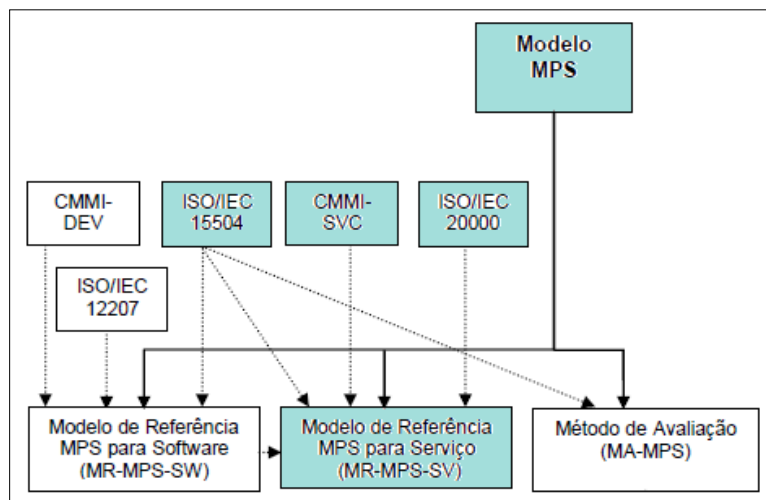 Modelo
MPS
CMMI-
DEV
ISO/IEC
15504
CMMI-
SVC
ISO/IEC
20000
ISO/IEC
12207
Modelo de Referência
MPS para Software
(MR-MPS-SW)
Modelo de Referência
MPS para Serviço
(MR-MPS-SV)
Método de Avaliação
(MA-MPS)